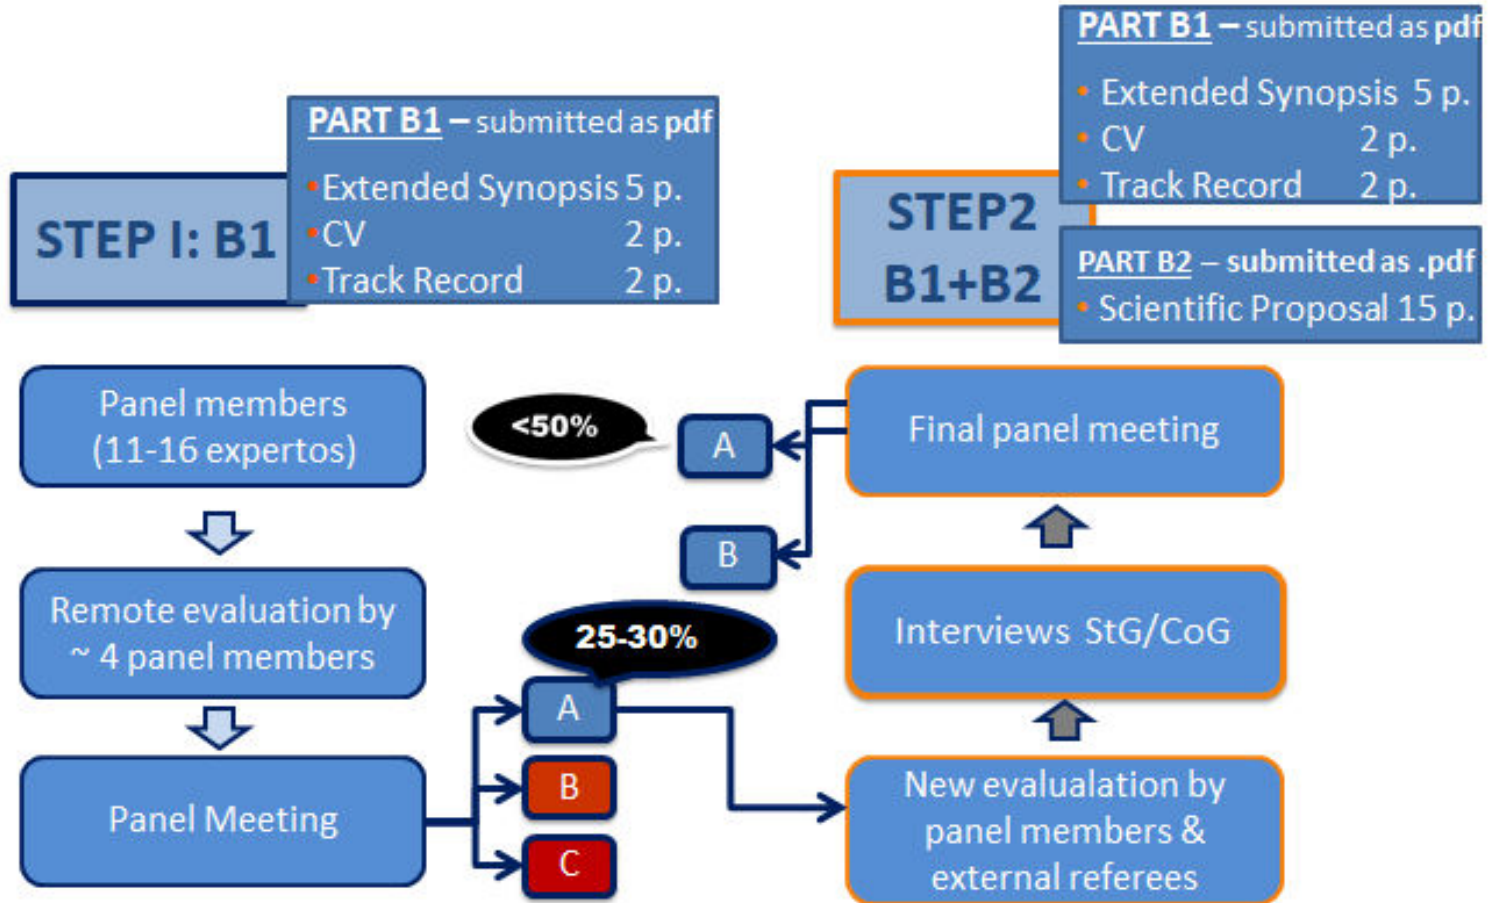 STEP I: B1
PART B1 – submitted as pdf
•Extended Synopsis 5 p.
•CV 2 p.
•Track Record 2 p.
STEP2
B1+B2
PART B1 – submitted as pdf
• Extended Synopsis 5 p.
• CV 2 p.
• Track Record 2 p.
PART B2 – submitted as .pdf
• Scientific Proposal 15 p.
Panel members
(11-16 expertos)
Remote evaluation by
~ 4 panel members
Panel Meeting
A
B
C
25-30%
New evalualation by
panel members &
external referees
Interviews StG/CoG
Final panel meeting
<50%
A
B